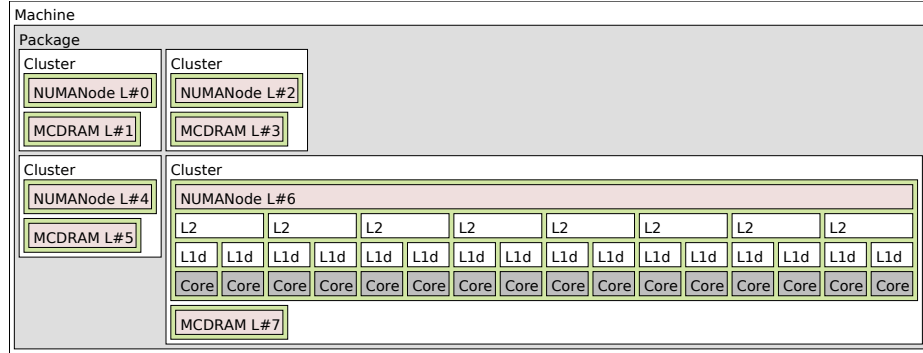 Machine
Package
Cluster Cluster
NUMANode L#0 NUMANode L#2
MCDRAM L#1 MCDRAM L#3
Cluster Cluster
NUMANode L#4 NUMANode L#6
MCDRAM L#5 L2 L2 L2 L2 L2 L2 L2 L2
L1d L1d L1d L1d L1d L1d L1d L1d L1d L1d L1d L1d L1d L1d L1d L1d
Core Core Core Core Core Core Core Core Core Core Core Core Core Core Core Core
MCDRAM L#7